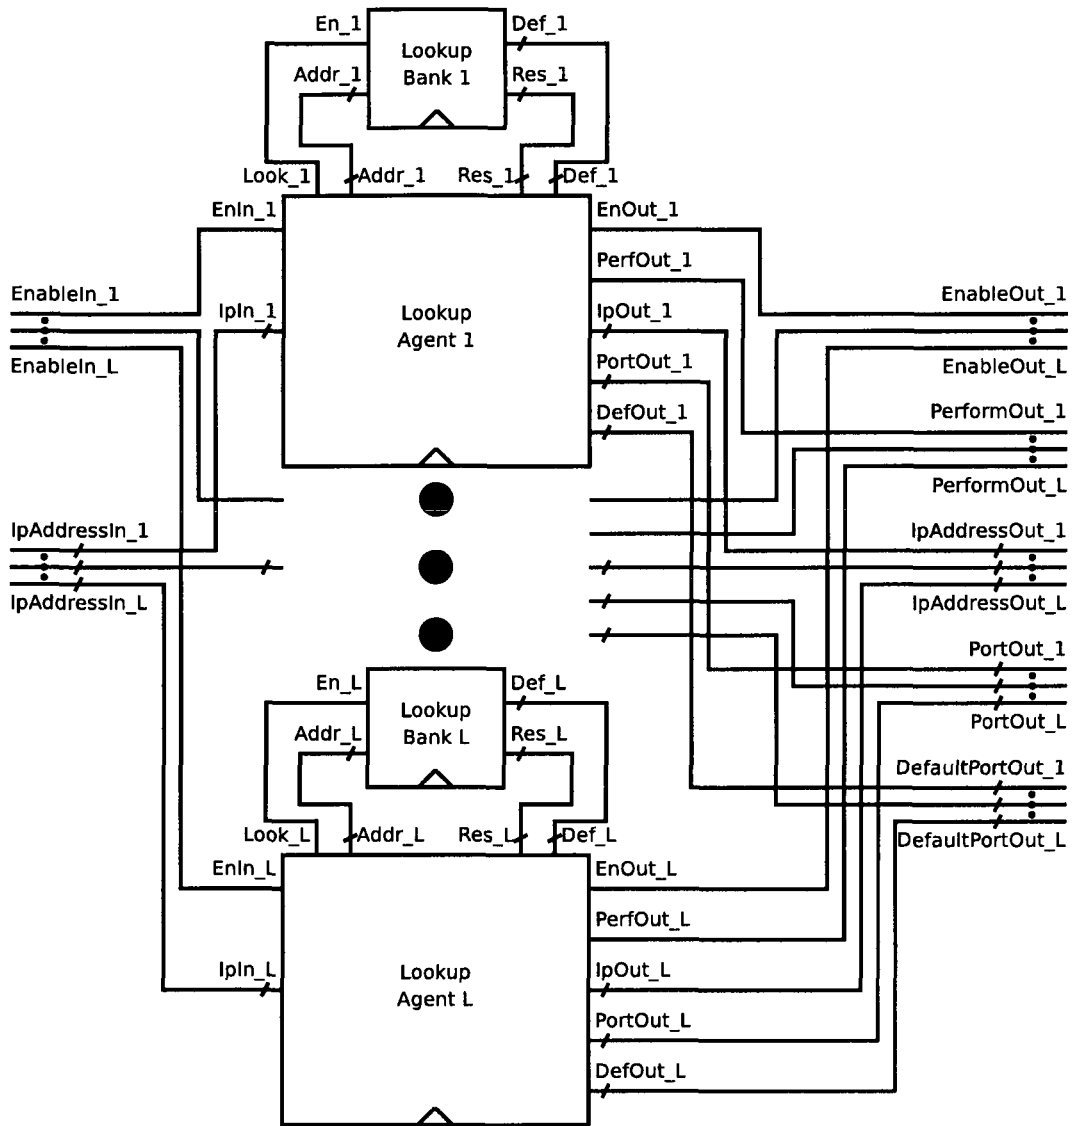 En_1
Def_1
Lookup
Bank 1
Addr_1
Res_1
Look_1
Addr_1
Res_1
Def_1
EnIn_1
EnOut_1
PerfOut_1
EnableIn_1
EnableOut_1
IpIn_1
Lookup
Agent 1
IpOut_1
EnableIn_L
EnableOut_L
PortOut_1
DefOut_1
PerformOut_1
PerformOut_L
IpAddressIn_1
IpAddressOut_1
IpAddressIn_L
IpAddressOut_L
PortOut_1
En_L
Def_L
Lookup
Bank L
Addr_L
Res_L
PortOut_L
DefaultPortOut_1
Look_L
Addr_L
Res_L
Def_L
DefaultPortOut_L
EnIn_L
EnOut_L
PerfOut_L
IpIn_L
Lookup
Agent L
IpOut_L
PortOut_L
DefOut_L